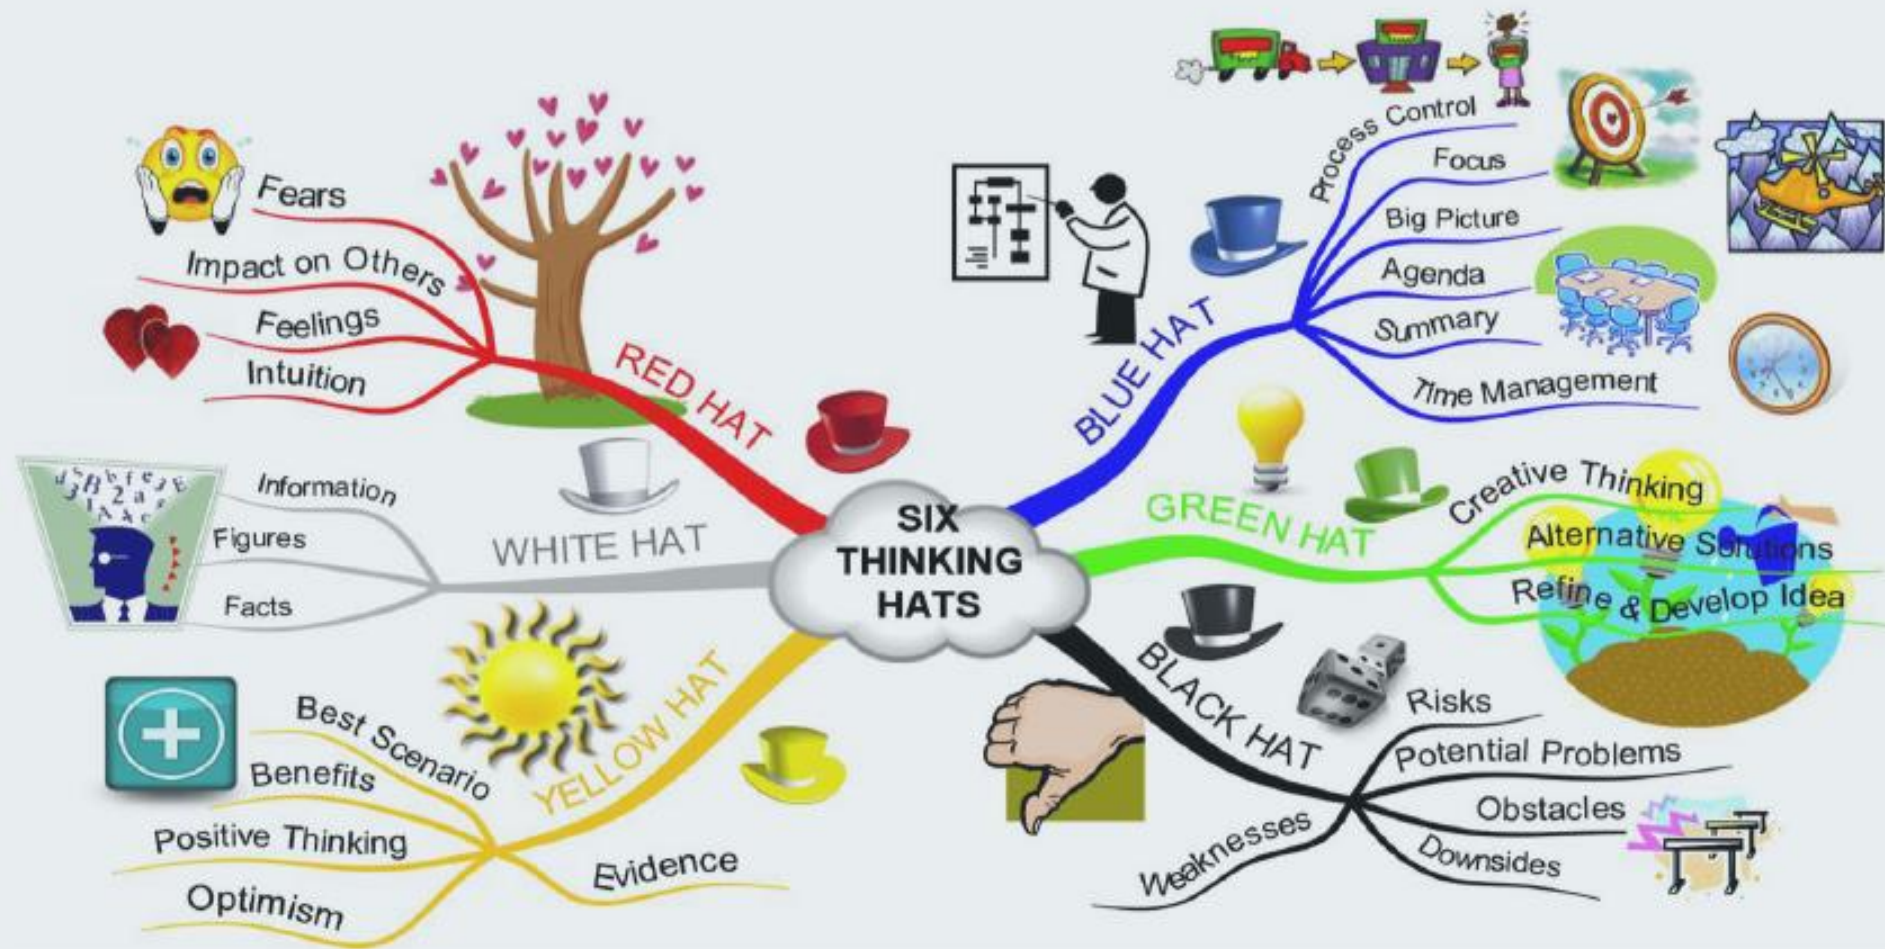 SIX
THINKING
HATS
BLUE HAT
Process Control
Focus
Big Picture
Agenda
Summary
Time Management
GREEN HAT
Creative Thinking
Alternative Solutions
Refine & Develop Idea
BLACK HAT
Risks
Potential Problems
Obstacles
Downsides
Weaknesses
YELLOW HAT
Best Scenario
Benefits
Positive Thinking
Optimism
Evidence
WHITE HAT
Information
Figures
Facts
RED HAT
Fears
Impact on Others
Feelings
Intuition